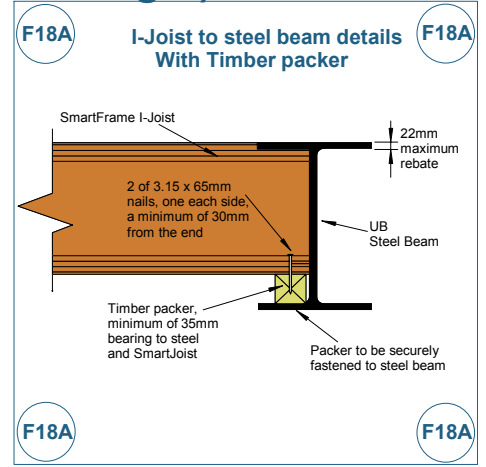 F18A
I-Joist to steel beam details
With Timber packer
F18A
SmartFrame I-Joist
22mm
maximum
rebate
2 of 3.15 x 65mm
nails, one each side,
a minimum of 30mm
from the end
UB
Steel Beam
Timber packer,
minimum of 35mm
bearing to steel
and SmartJoist
Packer to be securely
fastened to steel beam
F18A
F18A